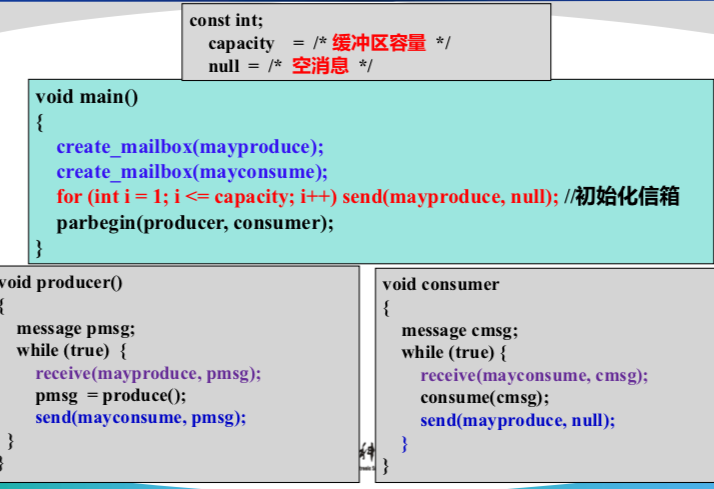 const int;
capacity = /* 缓冲区容量 */
null = /* 空消息 */
void main()
{
create_mailbox(mayproduce);
create_mailbox(mayconsume);
for (int i = 1; i <= capacity; i++) send(mayproduce, null); //初始化信箱
parbegin(producer, consumer);
}
void producer()
{
message pmsg;
while (true) {
receive(mayproduce, pmsg);
pmsg = produce();
send(mayconsume, pmsg);
}
}
void consumer
{
message cmsg;
while (true) {
receive(mayconsume, cmsg);
consume(cmsg);
send(mayproduce, null);
}
}